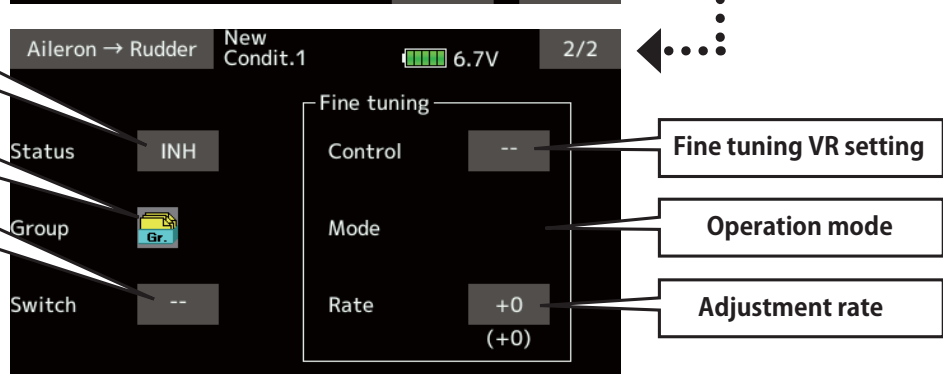 Aileron → Rudder
New
Condit.1
6.7V
2/2
Fine tuning
Status
INH
Control
--
Fine tuning VR setting
Group
Gr.
Mode
Operation mode
Switch
--
Rate
+0
Adjustment rate
(+0)